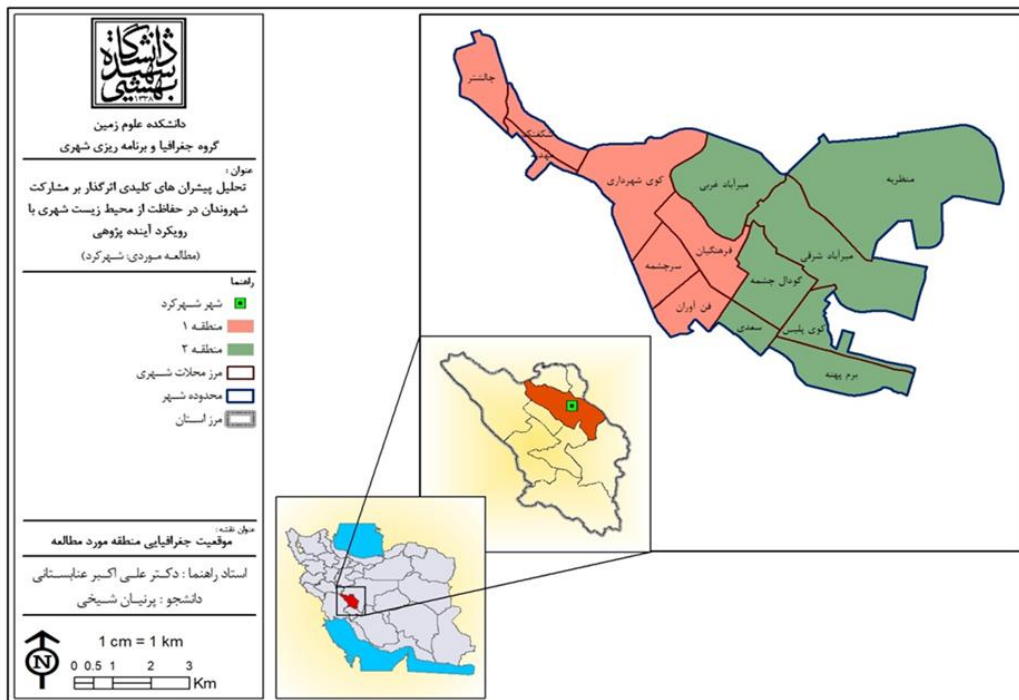 دانشگاه
شهید
بهشتی
۱۳۳۸
دانشکده علوم زمین
گروه جغرافیا و برنامه ریزی شهری
عنوان :
تحلیل پیشران های کلیدی اثرگذار بر مشارکت
شهروندان در حفاظت از محیط زیست شهری با
رویکرد آینده پژوهی
(مطالعه موردی: شهرکرد)
راهنما
شهر شهرکرد
منطقه ۱
منطقه ۲
مرز محلات شهری
محدوده شهر
مرز استان
عنوان نقشه :
موقعیت جغرافیایی منطقه مورد مطالعه
استاد راهنما : دکتر علی اکبر عنابستانی
دانشجو : پرنیان شیخی
N
1 cm = 1 km
0 0.5 1 2 3
Km
چالشتر
کوی شهرداری
میرآباد غربی
منظریه
فرهنگیان
میرآباد شرقی
سرچشمه
گودال چشمه
فن آوران
سعدی
کوی پلیس
برم پهنه